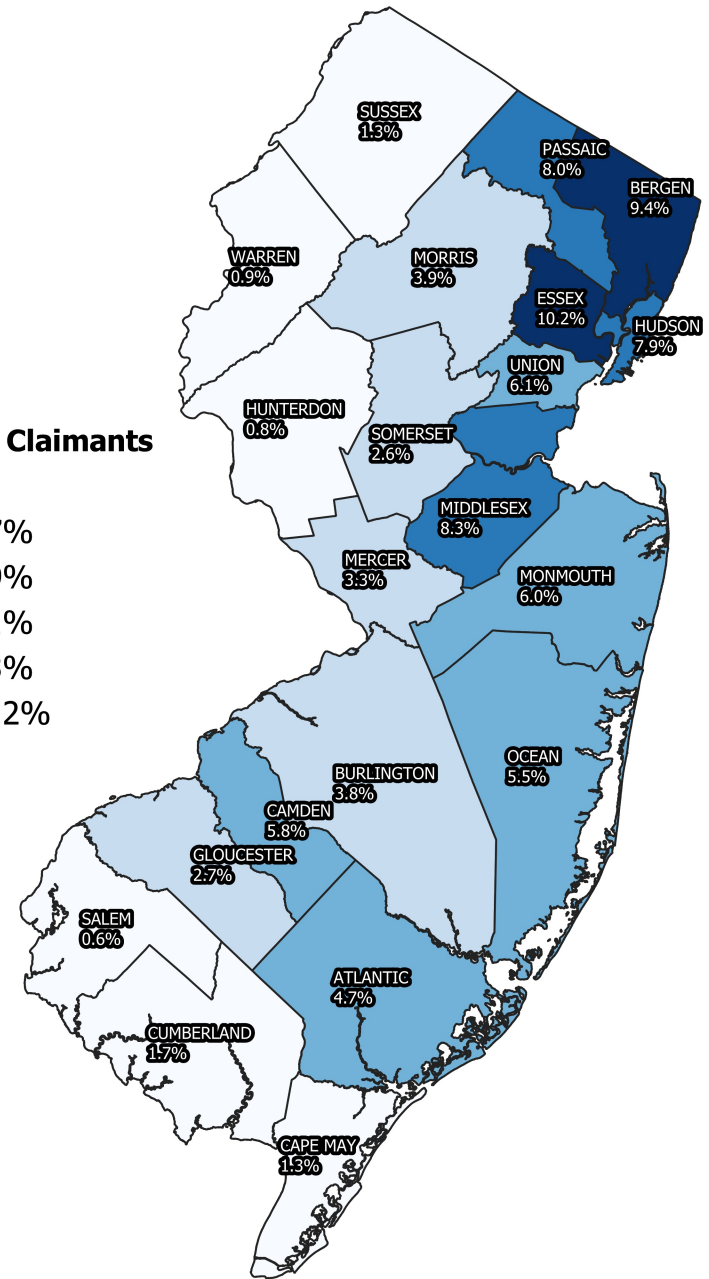 SUSSEX
1.3%
PASSAIC
8.0%
BERGEN
9.4%
WARREN
0.9%
MORRIS
3.9%
ESSEX
10.2%
HUDSON
7.9%
UNION
6.1%
HUNTERDON
0.8%
SOMERSET
2.6%
Claimants
MIDDLESEX
8.3%
MERCER
3.3%
MONMOUTH
6.0%
2%
OCEAN
5.5%
BURLINGTON
3.8%
CAMDEN
5.8%
GLOUCESTER
2.7%
SALEM
0.6%
ATLANTIC
4.7%
CUMBERLAND
1.7%
CAPE MAY
1.3%